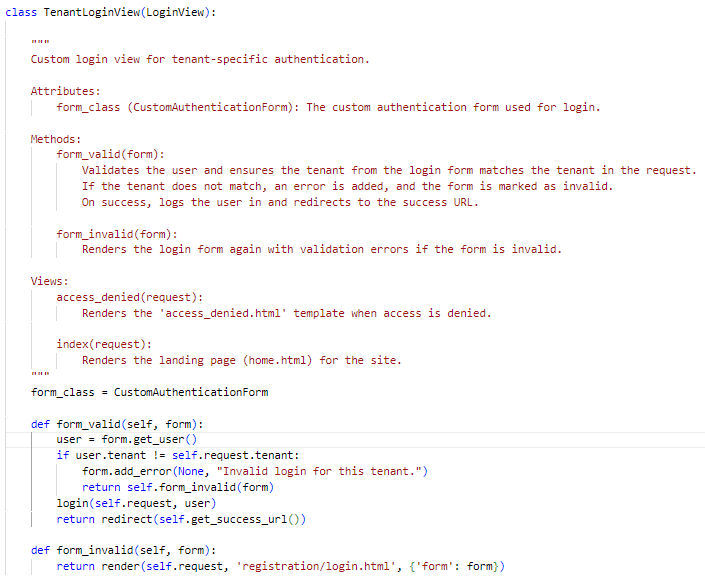 class TenantLoginView(LoginView):
"""
Custom login view for tenant-specific authentication.
Attributes:
form_class (CustomAuthenticationForm): The custom authentication form used for login.
Methods:
form_valid(form):
Validates the user and ensures the tenant from the login form matches the tenant in the request.
If the tenant does not match, an error is added, and the form is marked as invalid.
On success, logs the user in and redirects to the success URL.
form_invalid(form):
Renders the login form again with validation errors if the form is invalid.
Views:
access_denied(request):
Renders the 'access_denied.html' template when access is denied.
index(request):
Renders the landing page (home.html) for the site.
"""
form_class = CustomAuthenticationForm
def form_valid(self, form):
user = form.get_user()
if user.tenant != self.request.tenant:
form.add_error(None, "Invalid login for this tenant.")
return self.form_invalid(form)
login(self.request, user)
return redirect(self.get_success_url())
def form_invalid(self, form):
return render(self.request, 'registration/login.html', {'form': form})